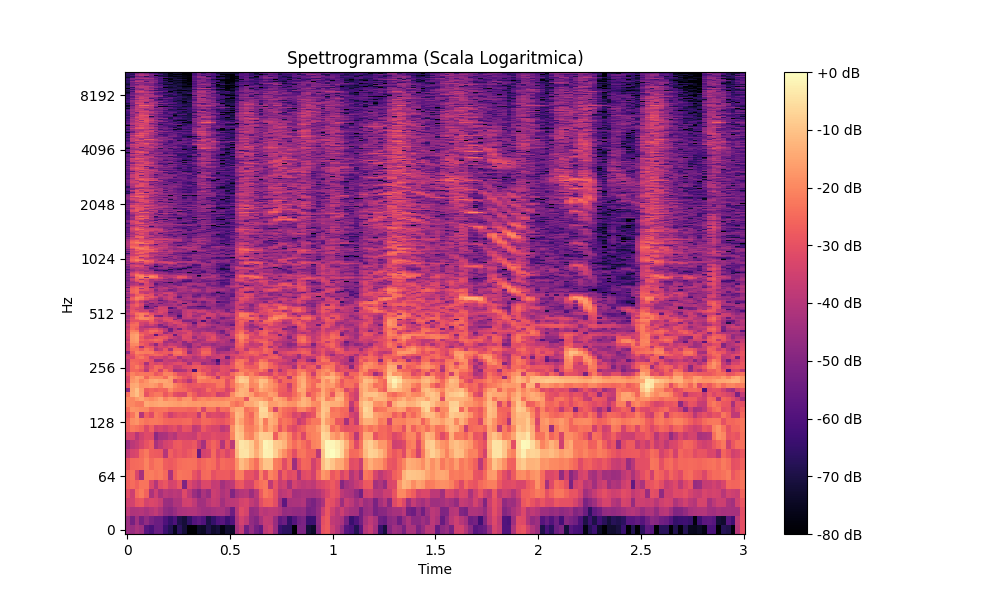 Spettrogramma (Scala Logaritmica)
Hz
8192
4096
2048
1024
512
256
128
64
0
0
0.5
1
1.5
2
2.5
3
Time
+0 dB
-10 dB
-20 dB
-30 dB
-40 dB
-50 dB
-60 dB
-70 dB
-80 dB